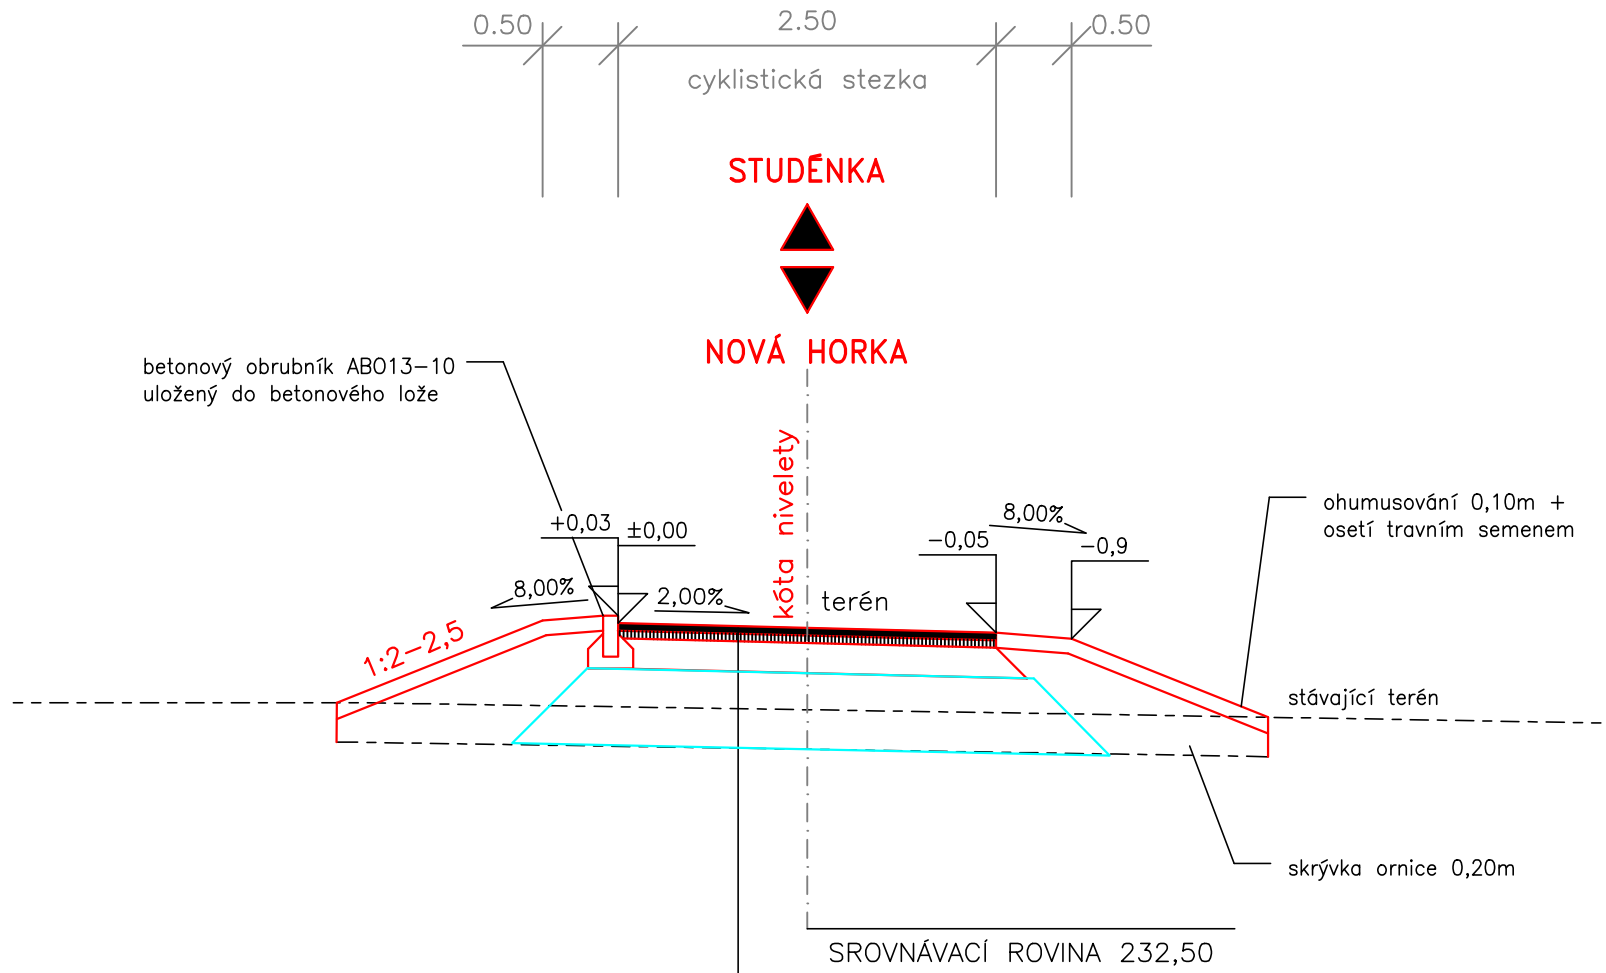 0.50
2.50
0.50
cyklistická stezka
STUDÉNKA
NOVÁ HORKA
betonový obrubník ABO13-10
uložený do betonového lože
kóta nivelety
ohumusování 0,10m +
osetí travním semenem
+0,03
±0,00
-0,05
8,00%
-0,9
8,00%
2,00%
terén
1:2-2,5
stávající terén
skrývka ornice 0,20m
SROVNÁVACÍ ROVINA 232,50